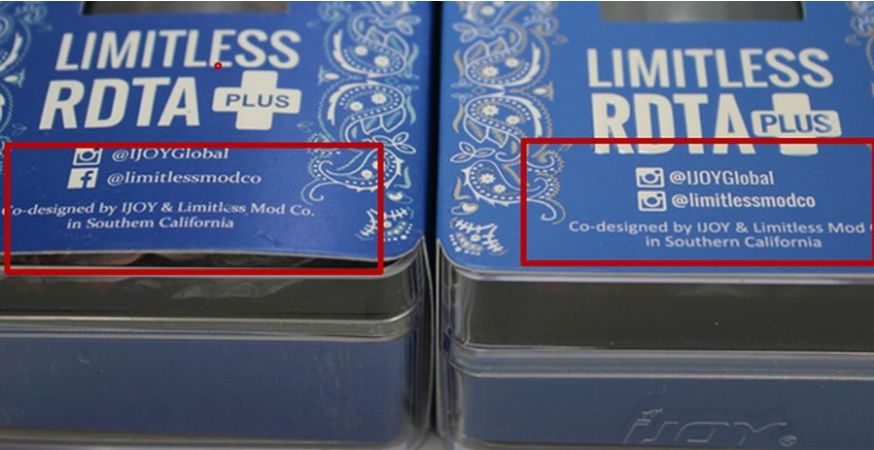 LIMITLESS
RDTA PLUS
@IJOYGlobal
@limitlessmodco
Co-designed by IJOY & Limitless Mod Co.
in Southern California
LIMITLESS
RDTA PLUS
@IJOYGlobal
@limitlessmodco
Co-designed by IJOY & Limitless Mod
in Southern California
iJOY